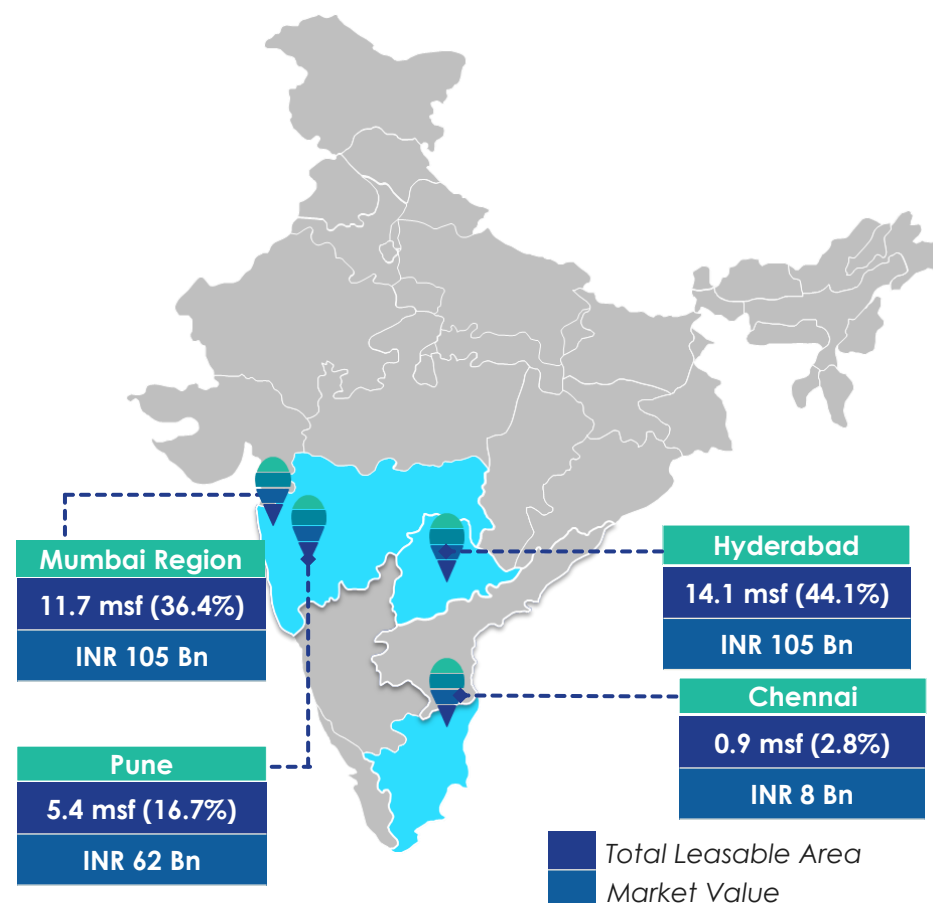 Mumbai Region
11.7 msf (36.4%)
INR 105 Bn
Pune
5.4 msf (16.7%)
INR 62 Bn
Hyderabad
14.1 msf (44.1%)
INR 105 Bn
Chennai
0.9 msf (2.8%)
INR 8 Bn
Total Leasable Area
Market Value